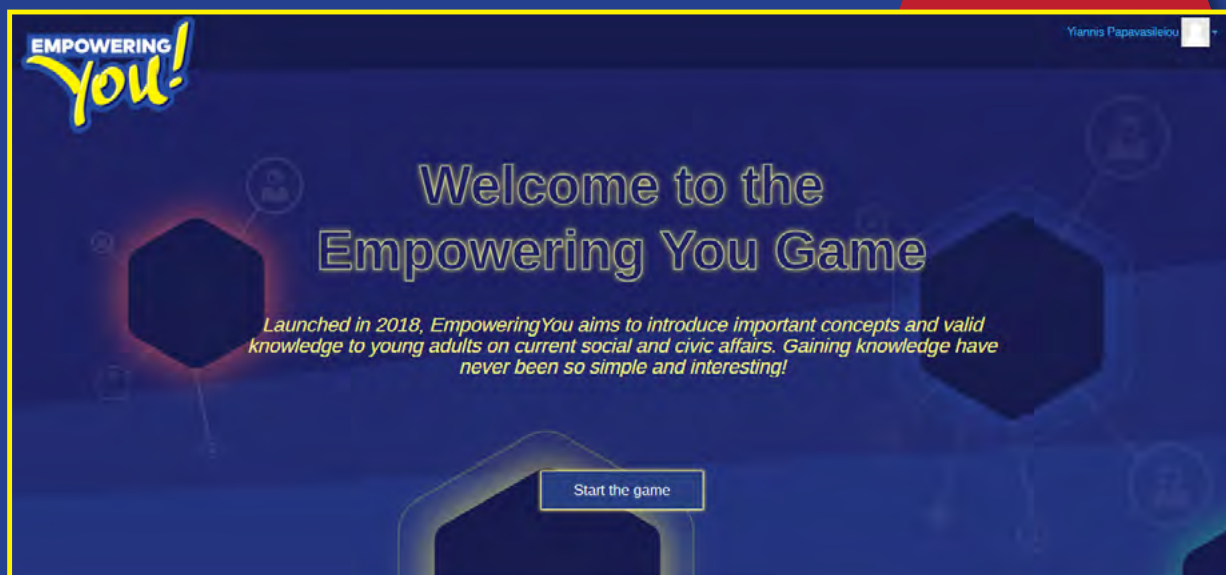 EMPOWERING
You!
Yiannis Papavasileiou
Welcome to the
Empowering You Game
Launched in 2018, EmpoweringYou aims to introduce important concepts and valid
knowledge to young adults on current social and civic affairs. Gaining knowledge have
never been so simple and interesting!
Start the game